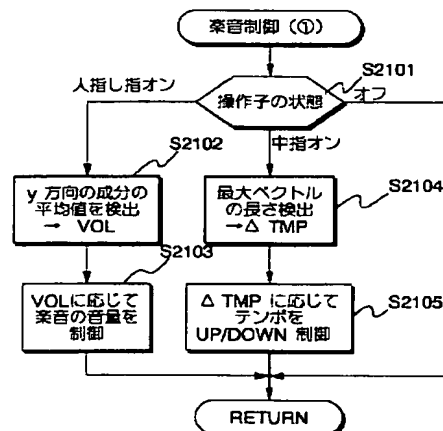 楽音制御（①）
S2101
人指し指オン
操作子の状態
オフ
中指オン
S2102
y 方向の成分の
平均値を検出
→ VOL
S2104
最大ベクトル
の長さ検出
→Δ TMP
S2103
VOLに応じて
楽音の音量を
制御
S2105
Δ TMP に応じて
テンポを
UP/DOWN 制御
RETURN